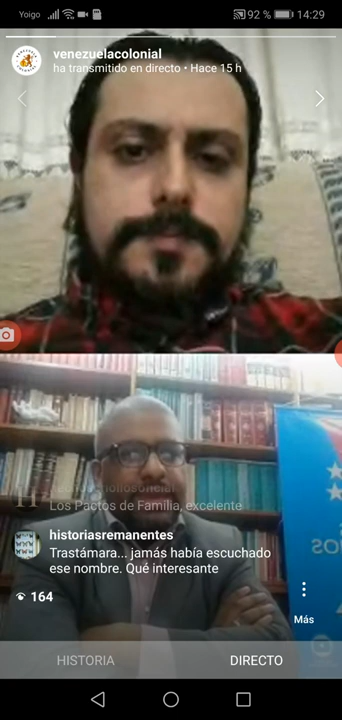 Yoigo
92 %
14:29
venezuelacolonial
ha transmitido en directo • Hace 15 h
Los Pactos de Familia, excelente
historiasremanentes
Trastámara... jamás había escuchado
ese nombre. Qué interesante
164
Más
HISTORIA
DIRECTO